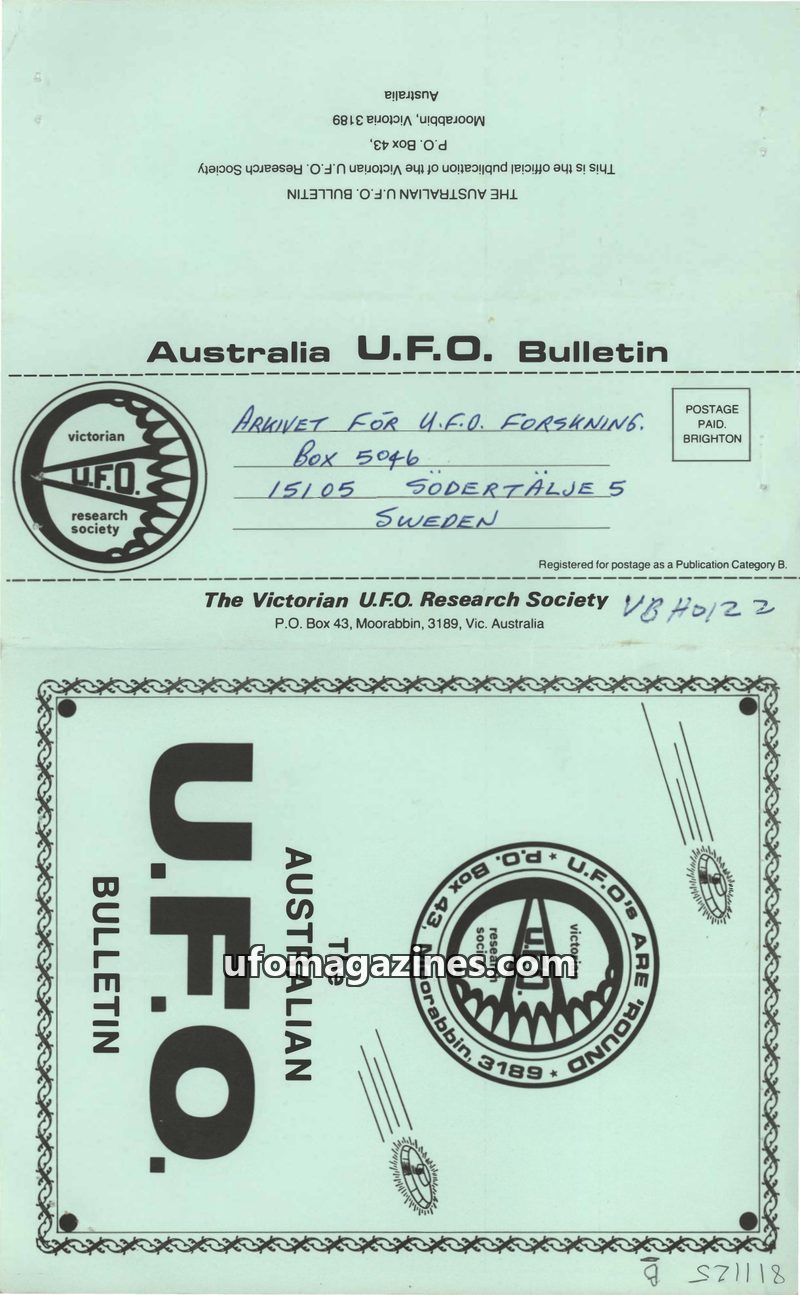 THE AUSTRALIAN U.F.O. BULLETIN
This is the official publication of the Victorian U.F.O. Research Society
P.O. Box 43,
Moorabbin, Victoria 3189
Australia
Australia U.F.O. Bulletin
victorian
U.F.O.
research
society
ARKIVET FÖR U.F.O. FORSKNING.
BOX 5046
15105 SÖDERTÄLJE 5
SWEDEN
POSTAGE
PAID.
BRIGHTON
Registered for postage as a Publication Category B.
The Victorian U.F.O. Research Society
P.O. Box 43, Moorabbin, 3189, Vic. Australia
VBH0122
U.F.O's ARE 'ROUND
* P.O. Box 43, Moorabbin, 3189 *
victorian
U.F.O.
research
society
The
AUSTRALIAN
U.F.O.
BULLETIN
ufomagazines.com